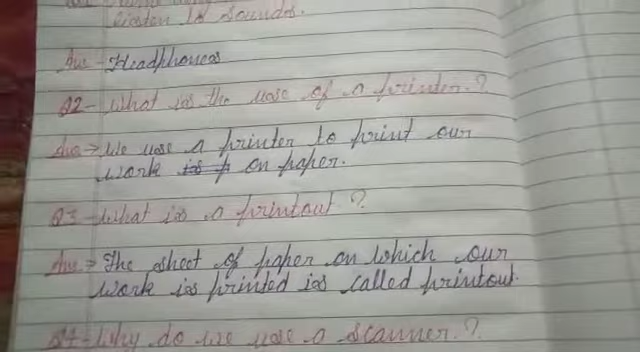 listen to sounds.
Ans - Headphones
Q2 - What is the use of a printer?
Ans → We use a printer to print our
work is p on paper.
Q3 - What is a printout?
Ans → The sheet of paper on which our
work is printed is called printout.
Q4 - Why do we use a scanner?